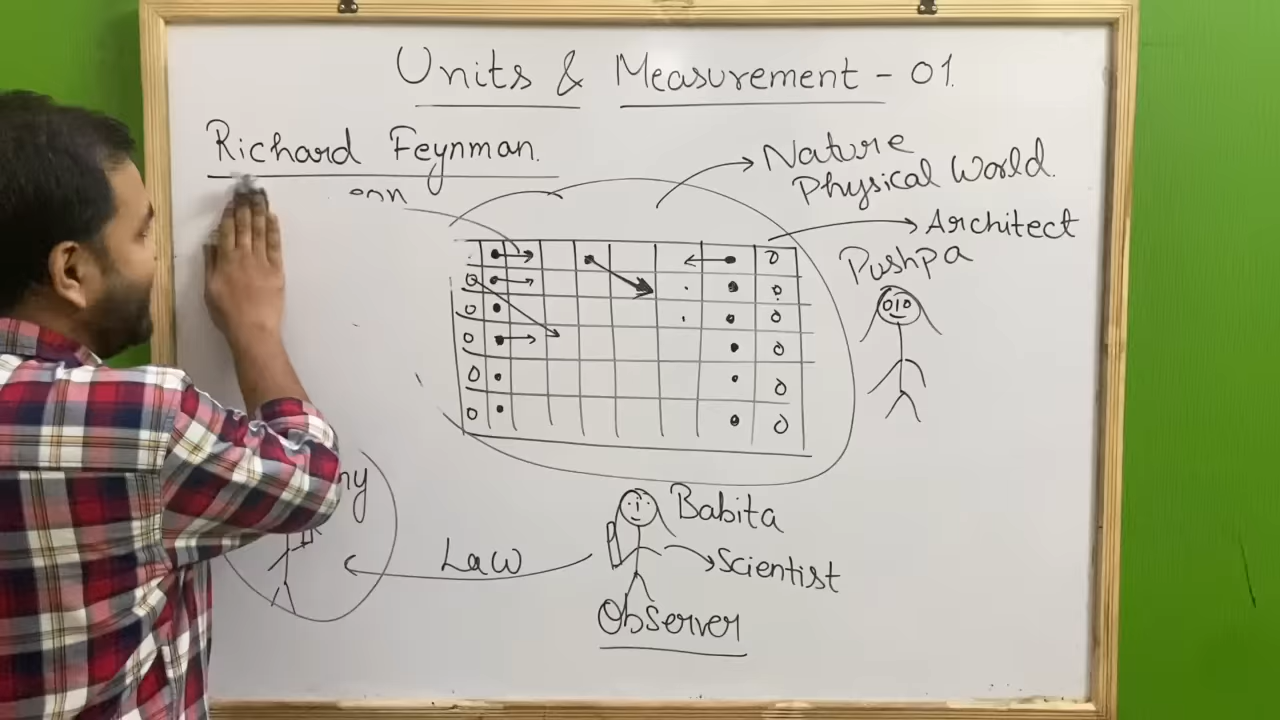 Units & Measurement - 01.
Richard Feynman.
Nature
Physical World.
Architect
Pushpa
Babita
Law
Scientist
Observer